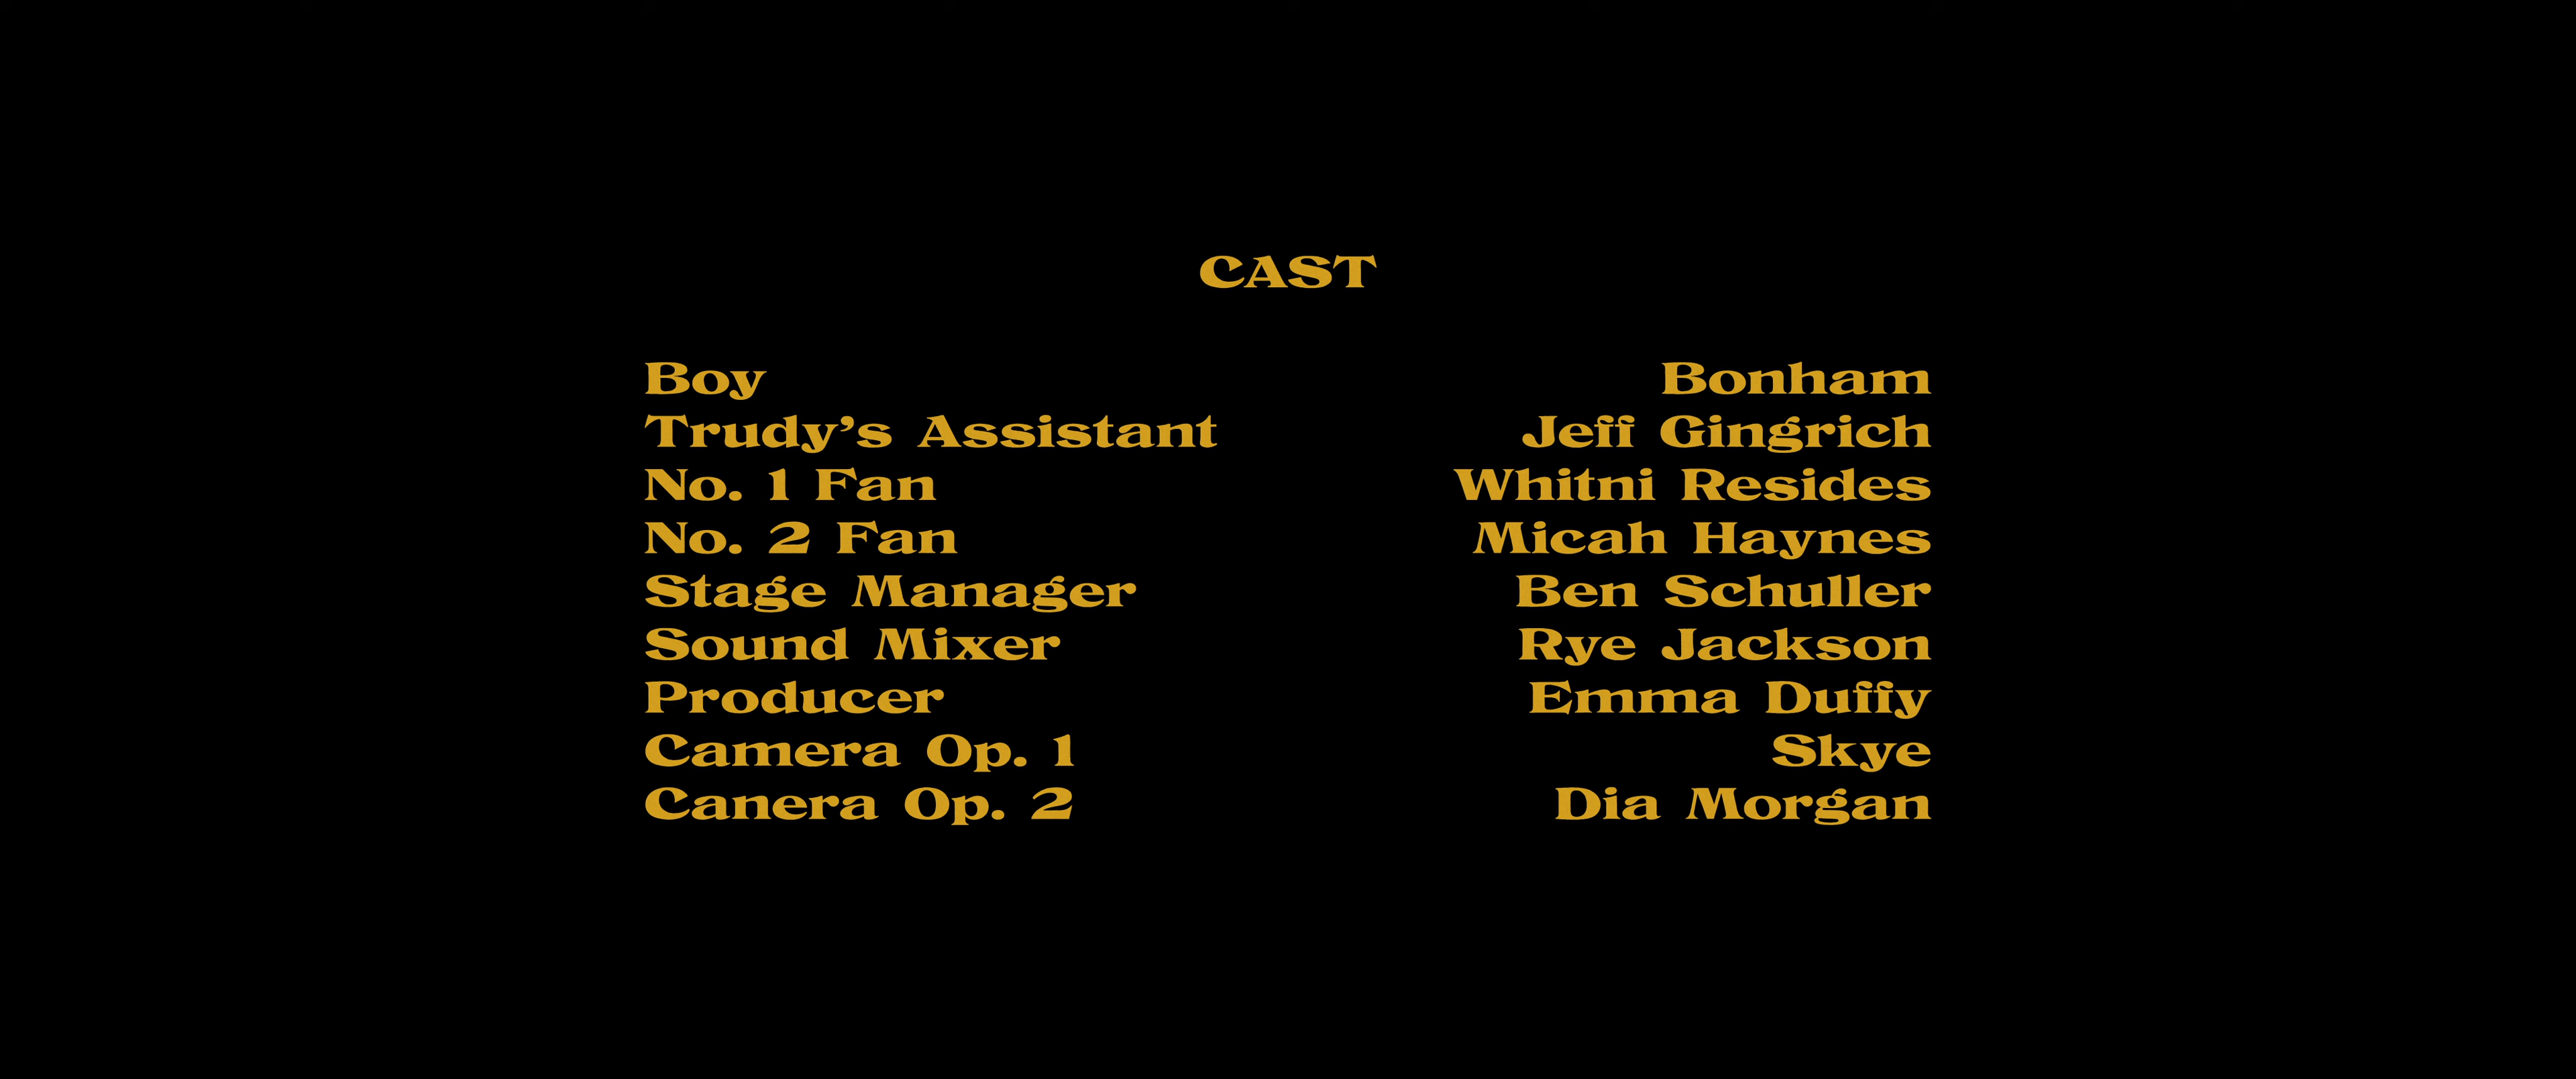 CAST
Boy Bonham
Trudy’s Assistant Jeff Gingrich
No. 1 Fan Whitni Resides
No. 2 Fan Micah Haynes
Stage Manager Ben Schuller
Sound Mixer Rye Jackson
Producer Emma Duffy
Camera Op. 1 Skye
Canera Op. 2 Dia Morgan